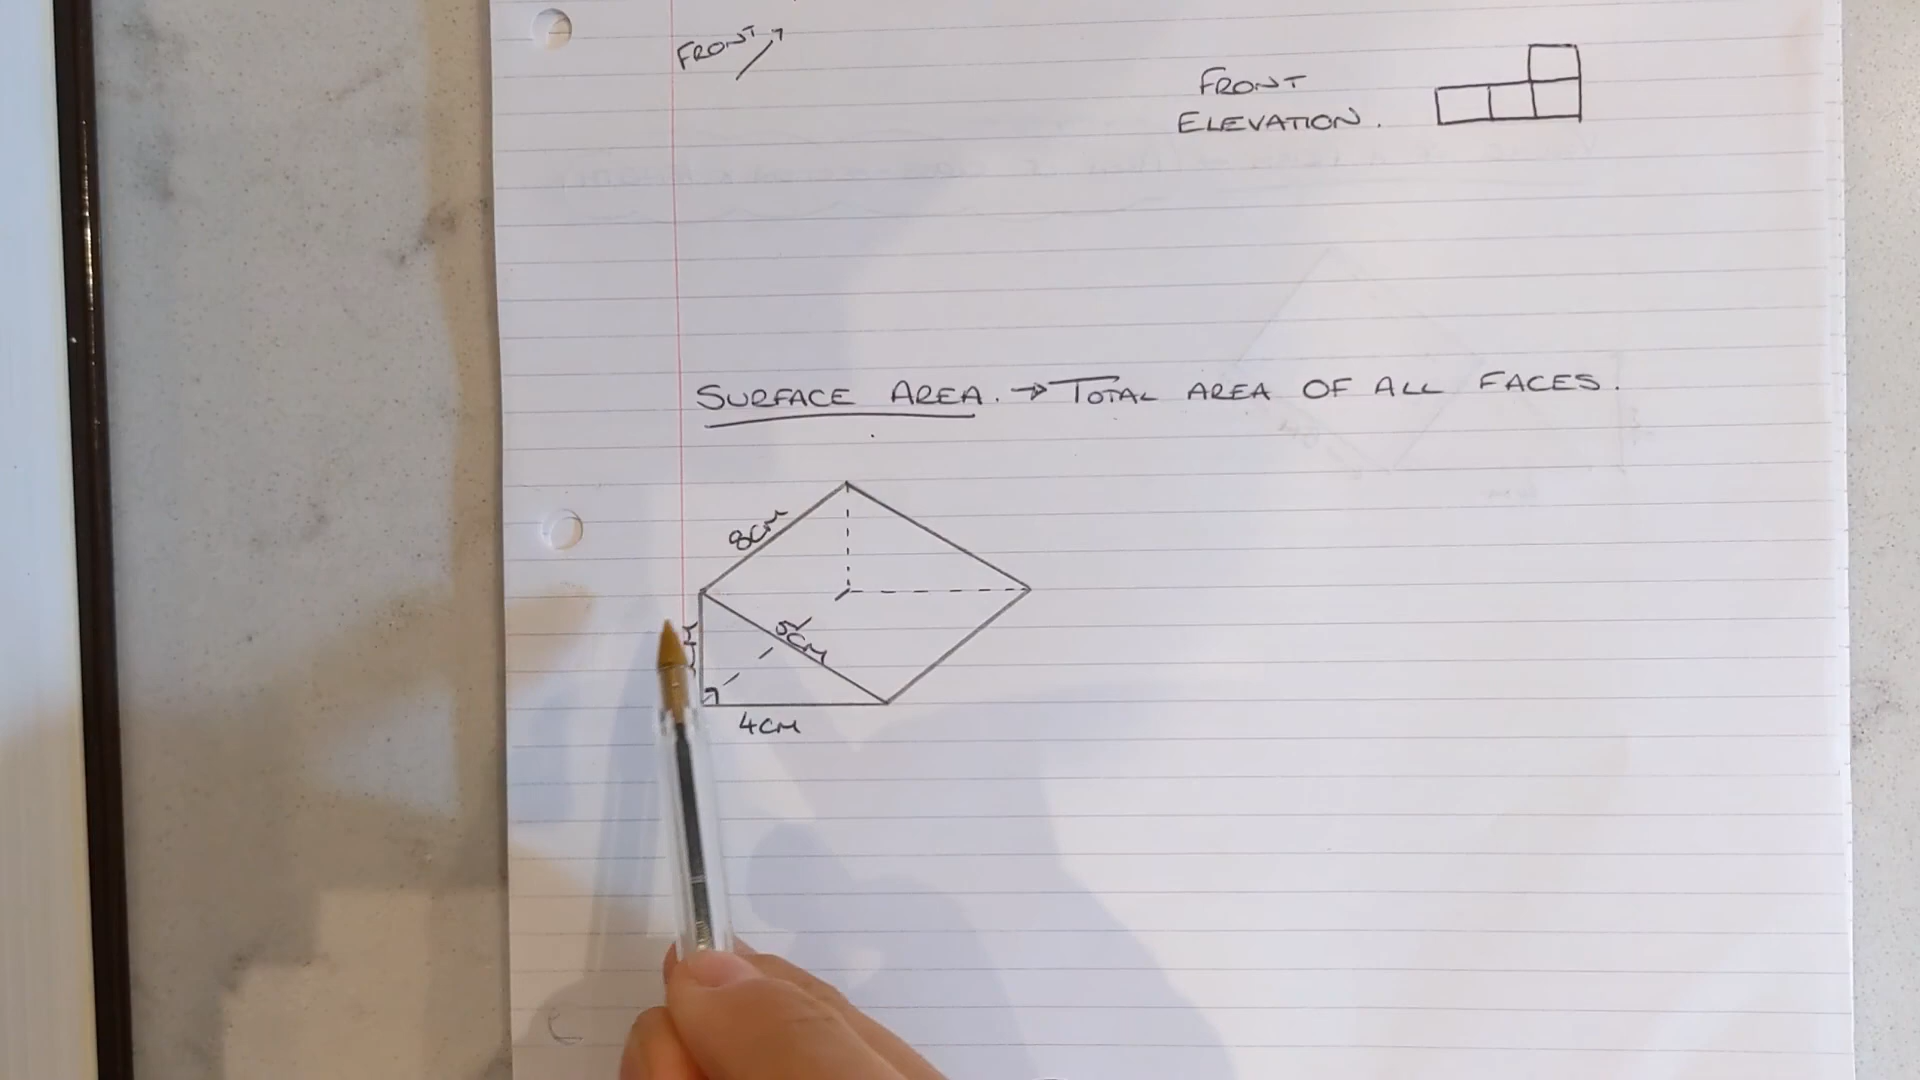 FRONT
FRONT
ELEVATION.
SURFACE AREA. → TOTAL AREA OF ALL FACES.
8cm
5cm
4cm